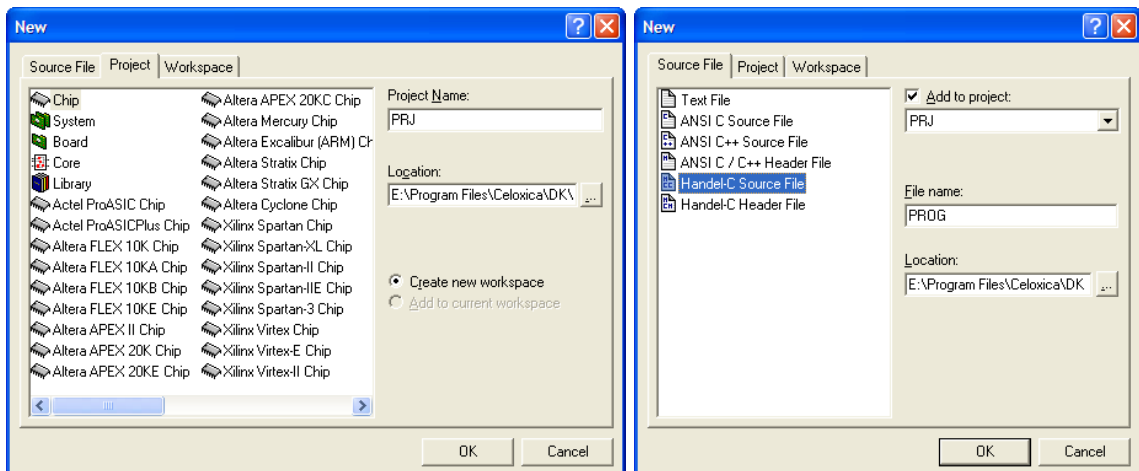 New
Source File Project Workspace
Chip
System
Board
Core
Library
Actel ProASIC Chip
Actel ProASICPlus Chip
Altera FLEX 10K Chip
Altera FLEX 10KA Chip
Altera FLEX 10KB Chip
Altera FLEX 10KE Chip
Altera APEX II Chip
Altera APEX 20K Chip
Altera APEX 20KE Chip
Altera APEX 20KC Chip
Altera Mercury Chip
Altera Excalibur (ARM) Ch
Altera Stratix Chip
Altera Stratix GX Chip
Altera Cyclone Chip
Xilinx Spartan Chip
Xilinx Spartan-XL Chip
Xilinx Spartan-II Chip
Xilinx Spartan-IIE Chip
Xilinx Spartan-3 Chip
Xilinx Virtex Chip
Xilinx Virtex-E Chip
Xilinx Virtex-II Chip
Project Name:
PRJ
Location:
E:\Program Files\Celoxica\DK\
...
Create new workspace
Add to current workspace
OK Cancel
New
Source File Project Workspace
Text File
ANSI C Source File
ANSI C++ Source File
ANSI C / C++ Header File
Handel-C Source File
Handel-C Header File
Add to project:
PRJ
File name:
PROG
Location:
E:\Program Files\Celoxica\DK
...
OK Cancel